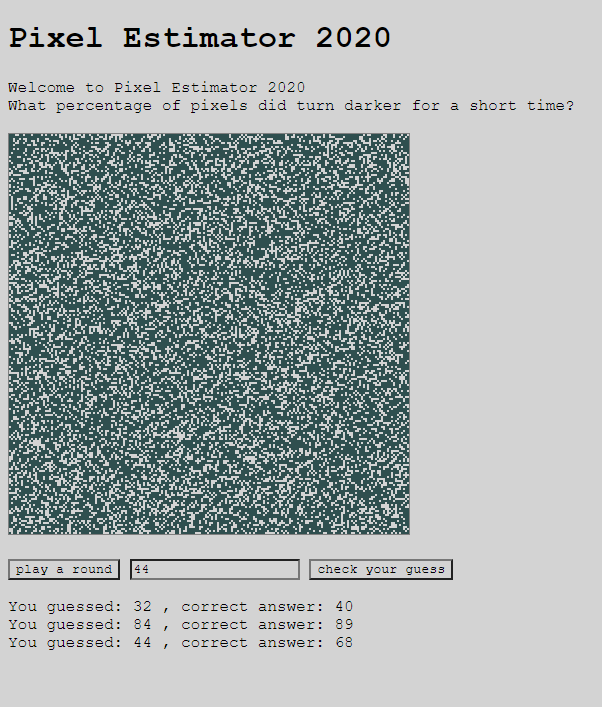 Pixel Estimator 2020
Welcome to Pixel Estimator 2020
What percentage of pixels did turn darker for a short time?
play a round 44 check your guess
You guessed: 32 , correct answer: 40
You guessed: 84 , correct answer: 89
You guessed: 44 , correct answer: 68